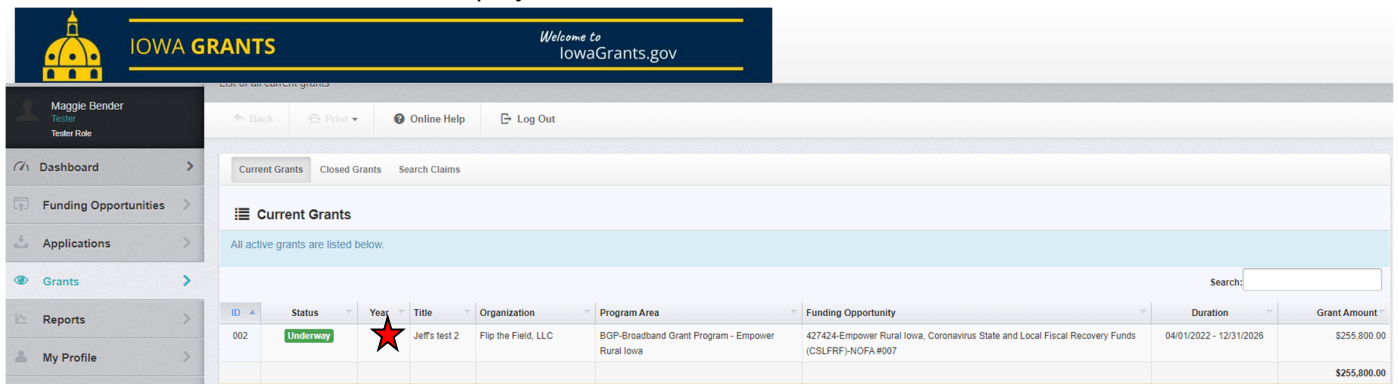 IOWA GRANTS
Welcome to
IowaGrants.gov
List of all current grants
Maggie Bender
Tester
Tester Role
Back
Print
Online Help
Log Out
Dashboard
Funding Opportunities
Applications
Grants
Reports
My Profile
Current Grants Closed Grants Search Claims
Current Grants
All active grants are listed below.
Search:
ID Status Year Title Organization Program Area Funding Opportunity Duration Grant Amount
002 Underway Jeff's test 2 Flip the Field, LLC BGP-Broadband Grant Program - Empower 427424-Empower Rural Iowa, Coronavirus State and Local Fiscal Recovery Funds 04/01/2022 - 12/31/2026 $255,800.00
Rural Iowa (CSLFRF)-NOFA #007
$255,800.00